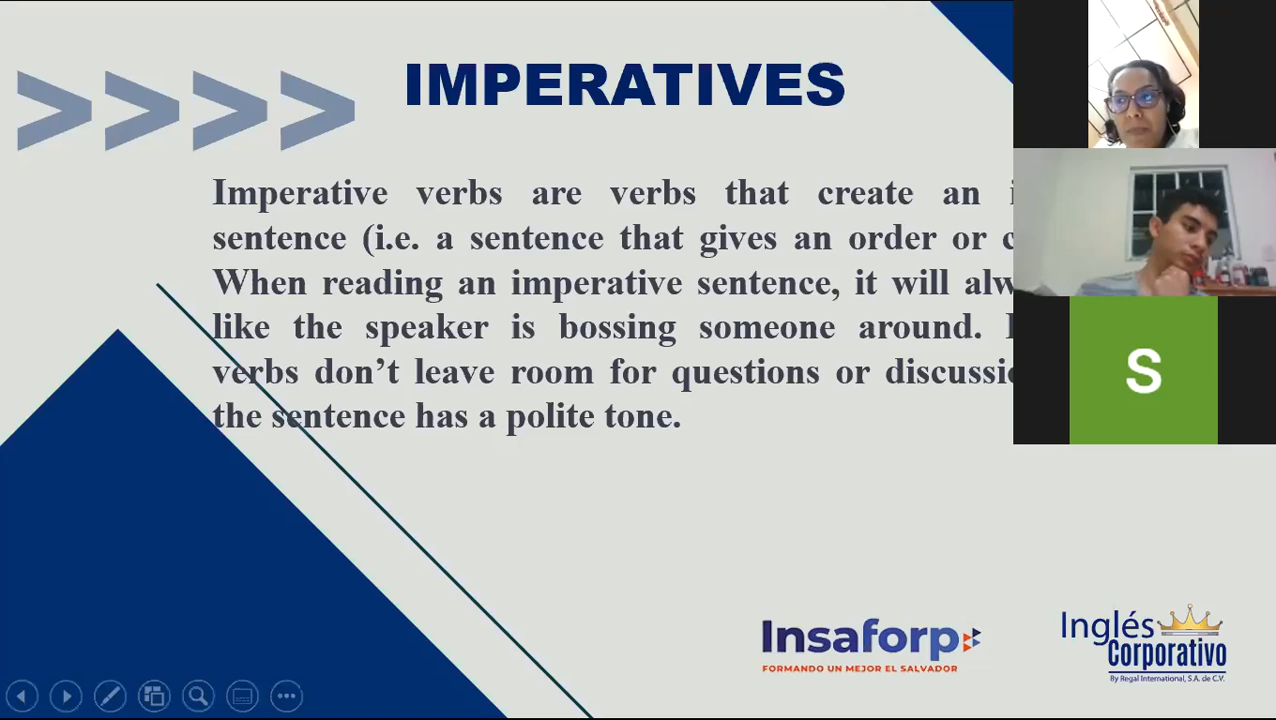 IMPERATIVES
Imperative verbs are verbs that create an
sentence (i.e. a sentence that gives an order or
When reading an imperative sentence, it will
like the speaker is bossing someone around.
verbs don’t leave room for questions or
the sentence has a polite tone.
S
Insaforp
FORMANDO UN MEJOR EL SALVADOR
Inglés
Corporativo
By Regal International, S.A. de C.V.